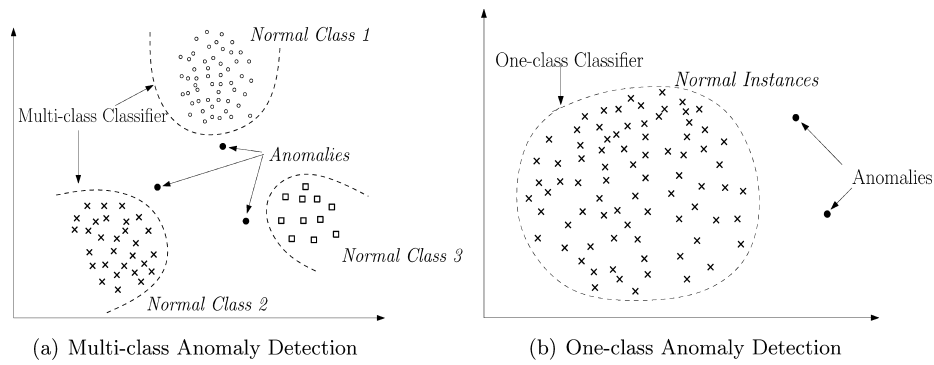 Normal Class 1
Multi-class Classifier
Anomalies
Normal Class 3
Normal Class 2
(a) Multi-class Anomaly Detection
One-class Classifier
Normal Instances
Anomalies
(b) One-class Anomaly Detection